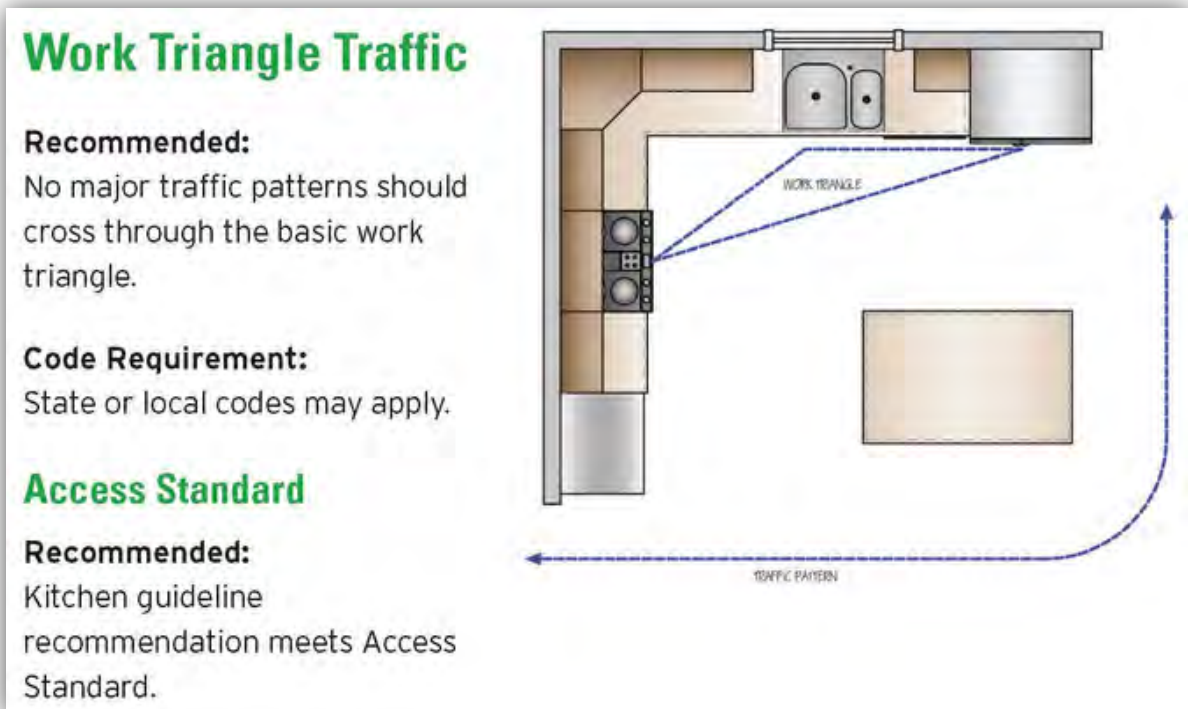 Work Triangle Traffic
Recommended:
No major traffic patterns should
cross through the basic work
triangle.
Code Requirement:
State or local codes may apply.
Access Standard
Recommended:
Kitchen guideline
recommendation meets Access
Standard.
WORK TRIANGLE
TRAFFIC PATTERN